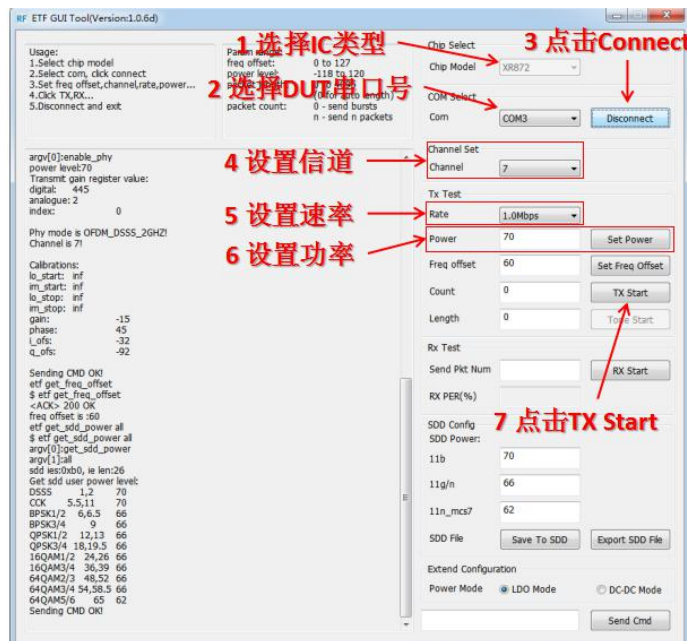 RF ETF GUI Tool(Version:1.0.6d)
Usage:
1.Select chip model
2.Select com, click connect
3.Set freq offset,channel,rate,power...
4.Click TX,RX...
5.Disconnect and exit
Param range:
freq offset: 0 to 127
power level: -118 to 120
(0 for auto length)
packet count: 0 - send bursts
n - send n packets
1 选择IC类型
2 选择DUT串口号
3 点击Connect
4 设置信道
5 设置速率
6 设置功率
7 点击TX Start
argv[0]:enable_phy
power level:70
Transmit gain register value:
digital: 445
analogue: 2
index: 0
Phy mode is OFDM_DSSS_2GHZ!
Channel is 7!
Calibrations:
lo_start: inf
im_start: inf
lo_stop: inf
im_stop: inf
gain: -15
phase: 45
i_ofs: -32
q_ofs: -92
Sending CMD OK!
etf get_freq_offset
$ etf get_freq_offset
<ACK> 200 OK
freq offset is :60
etf get_sdd_power all
$ etf get_sdd_power all
argv[0]:get_sdd_power
argv[1]:all
sdd ies:0xb0, ie len:26
Get sdd user power level:
DSSS 1,2 70
CCK 5.5,11 70
BPSK1/2 6,6.5 66
BPSK3/4 9 66
QPSK1/2 12,13 66
QPSK3/4 18,19.5 66
16QAM1/2 24,26 66
16QAM3/4 36,39 66
64QAM2/3 48,52 66
64QAM3/4 54,58.5 66
64QAM5/6 65 62
Sending CMD OK!
Chip Select
Chip Model XR872
COM Select
Com COM3 Disconnect
Channel Set
Channel 7
Tx Test
Rate 1.0Mbps
Power 70 Set Power
Freq offset 60 Set Freq Offset
Count 0 TX Start
Length 0 Tone Start
Rx Test
Send Pkt Num RX Start
RX PER(%)
SDD Config
SDD Power:
11b 70
11g/n 66
11n_mcs7 62
SDD File Save To SDD Export SDD File
Extend Configuration
Power Mode LDO Mode DC-DC Mode
Send Cmd